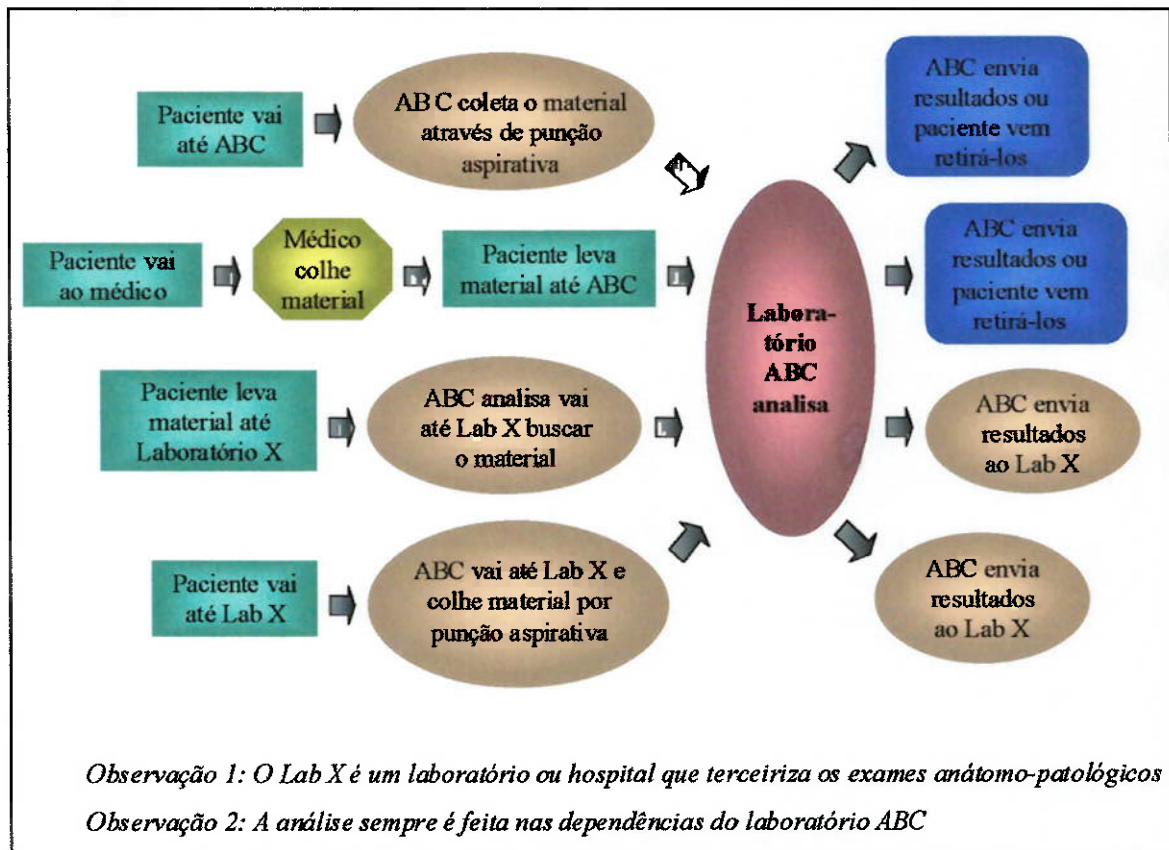 Paciente vai
até ABC
AB C coleta o material
através de punção
aspirativa
ABC envia
resultados ou
paciente vem
retirá-los
Paciente vai
ao médico
Médico
colhe
material
Paciente leva
material até ABC
ABC envia
resultados ou
paciente vem
retirá-los
Paciente leva
material até
Laboratório X
ABC analisa vai
até Lab X buscar
o material
Labora-
tório
ABC
analisa
ABC envia
resultados
ao Lab X
Paciente vai
até Lab X
ABC vai até Lab X e
colhe material por
punção aspirativa
ABC envia
resultados
ao Lab X
Observação 1: O Lab X é um laboratório ou hospital que terceiriza os exames anátomo-patológicos
Observação 2: A análise sempre é feita nas dependências do laboratório ABC